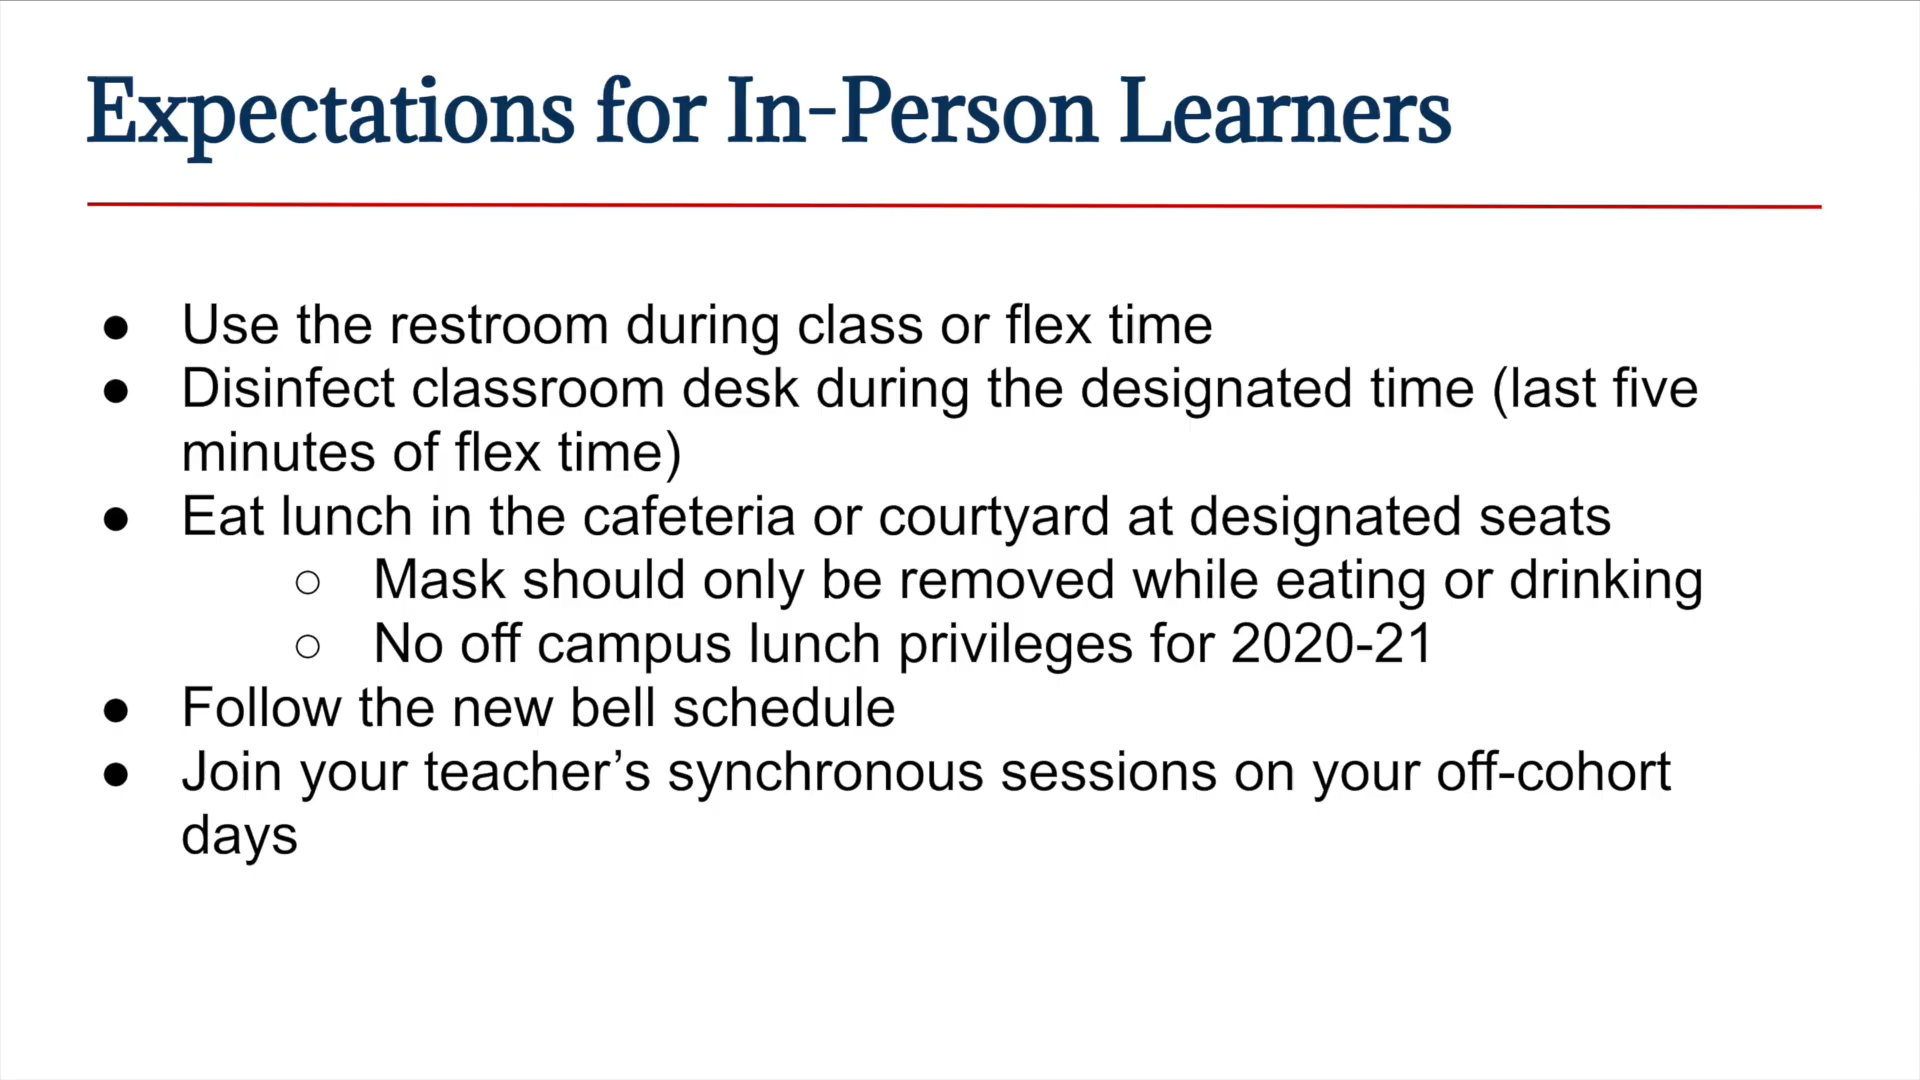 Expectations for In-Person Learners
● Use the restroom during class or flex time
● Disinfect classroom desk during the designated time (last five
minutes of flex time)
● Eat lunch in the cafeteria or courtyard at designated seats
○ Mask should only be removed while eating or drinking
○ No off campus lunch privileges for 2020-21
● Follow the new bell schedule
● Join your teacher’s synchronous sessions on your off-cohort
days